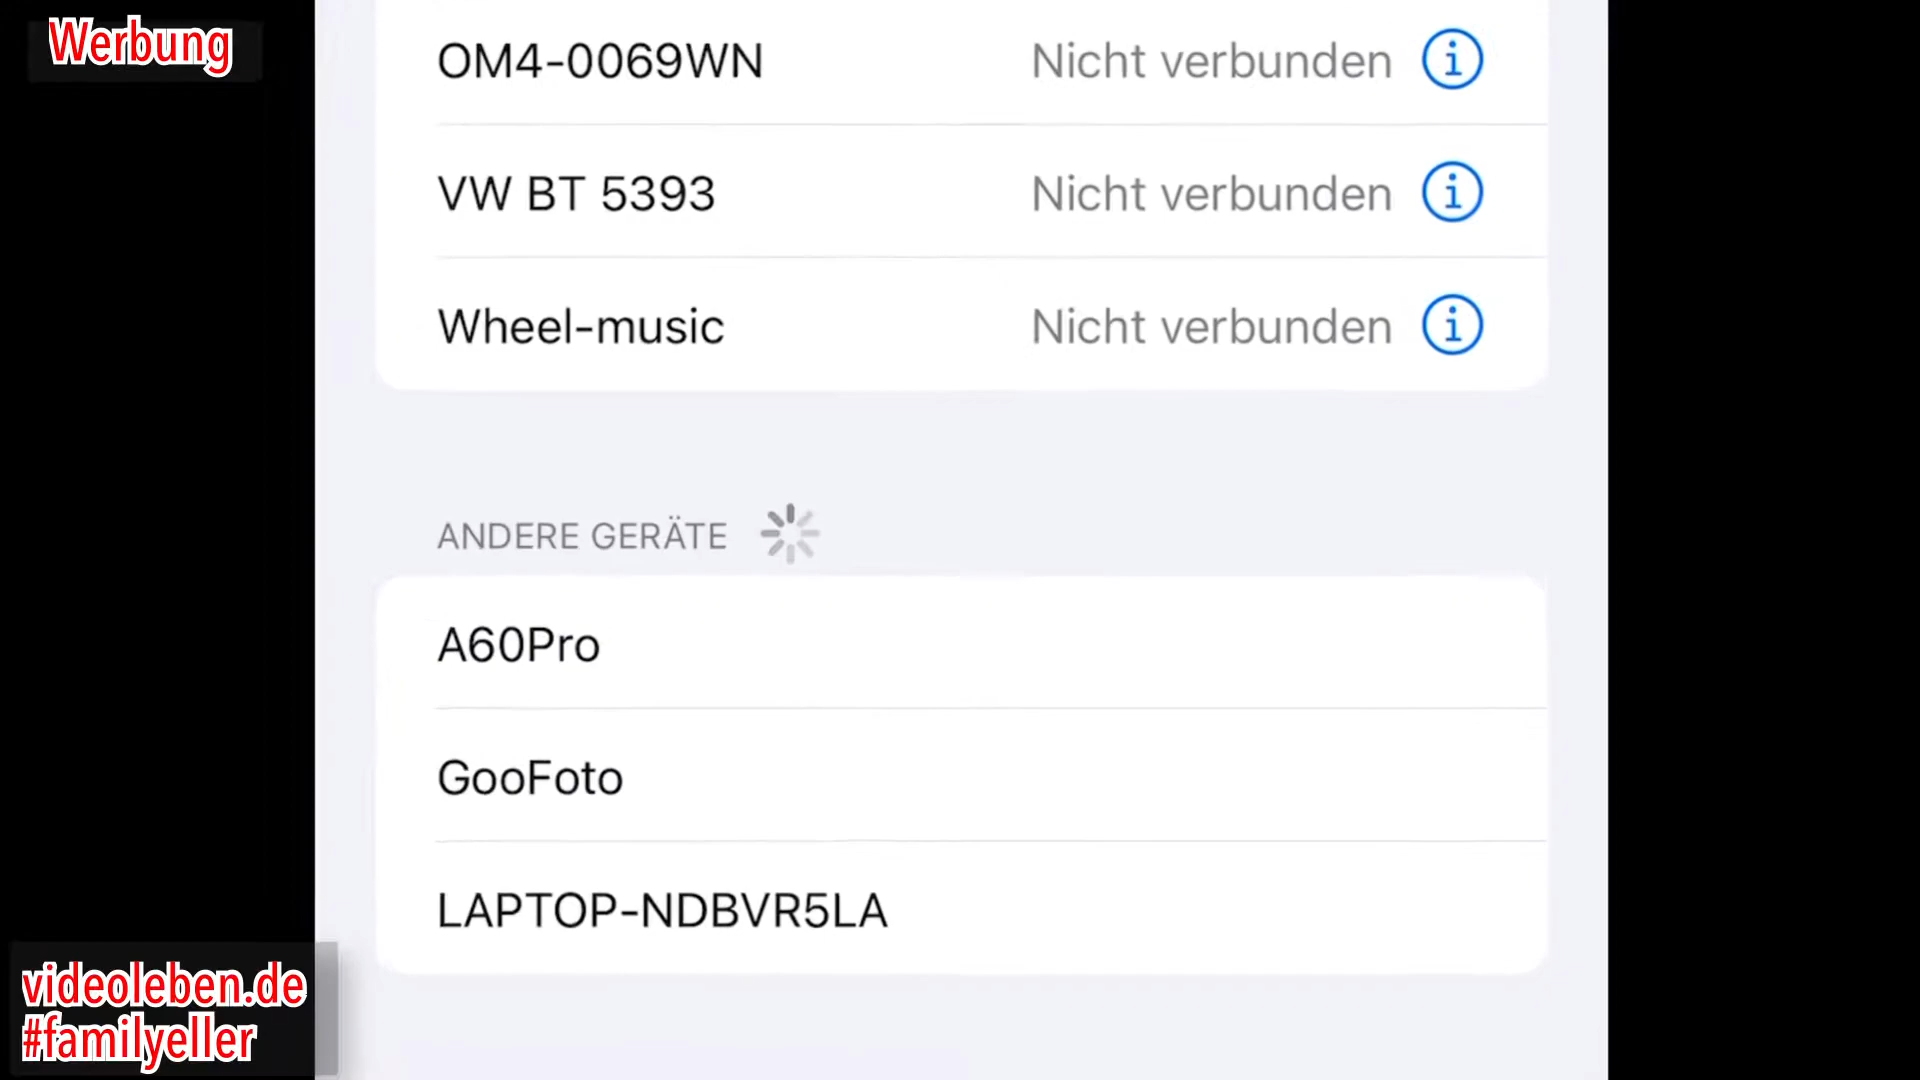 Werbung
OM4-0069WN Nicht verbunden
VW BT 5393 Nicht verbunden
Wheel-music Nicht verbunden
ANDERE GERÄTE
A60Pro
GooFoto
LAPTOP-NDBVR5LA
videoleben.de
#familyeller